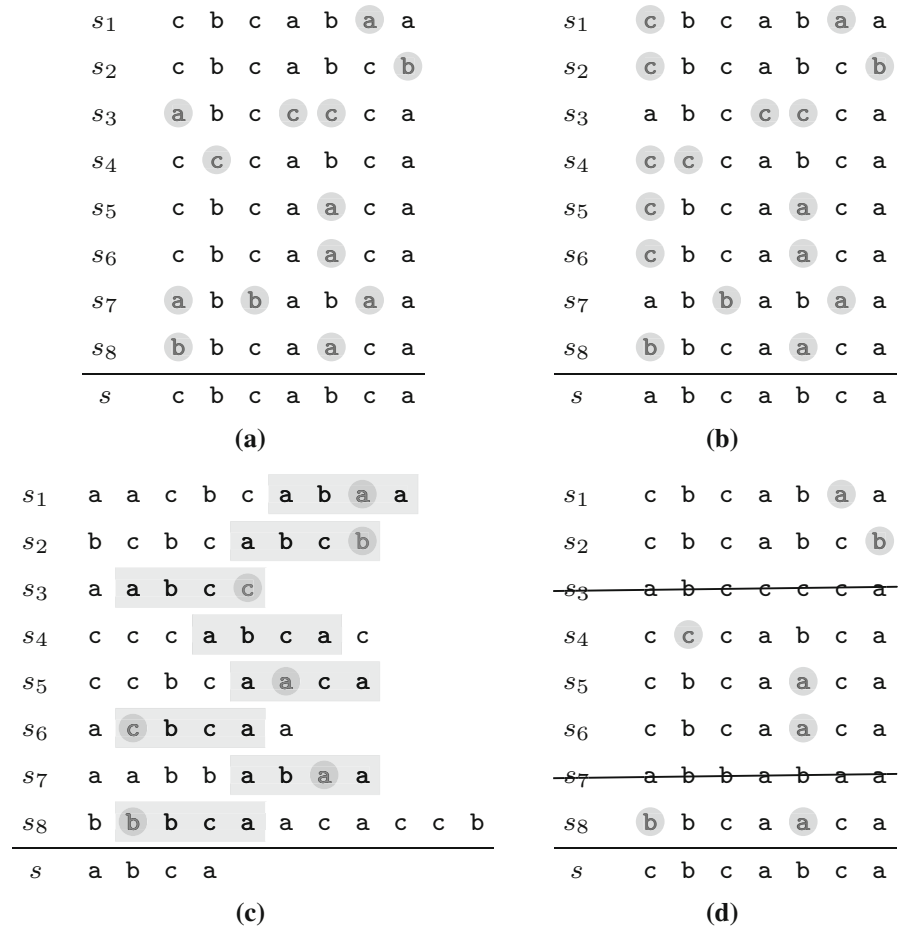 s1 c b c a b a a
s2 c b c a b c b
s3 a b c c c c a
s4 c c c a b c a
s5 c b c a a c a
s6 c b c a a c a
s7 a b b a b a a
s8 b b c a a c a
s c b c a b c a
(a)
s1 c b c a b a a
s2 c b c a b c b
s3 a b c c c c a
s4 c c c a b c a
s5 c b c a a c a
s6 c b c a a c a
s7 a b b a b a a
s8 b b c a a c a
s a b c a b c a
(b)
s1 a a c b c a b a a
s2 b c b c a b c b
s3 a a b c c
s4 c c c a b c a c
s5 c c b c a a c a
s6 a c b c a a
s7 a a b b a b a a
s8 b b b c a a c a c c b
s a b c a
(c)
s1 c b c a b a a
s2 c b c a b c b
s3 a b c c c c a
s4 c c c a b c a
s5 c b c a a c a
s6 c b c a a c a
s7 a b b a b a a
s8 b b c a a c a
s c b c a b c a
(d)